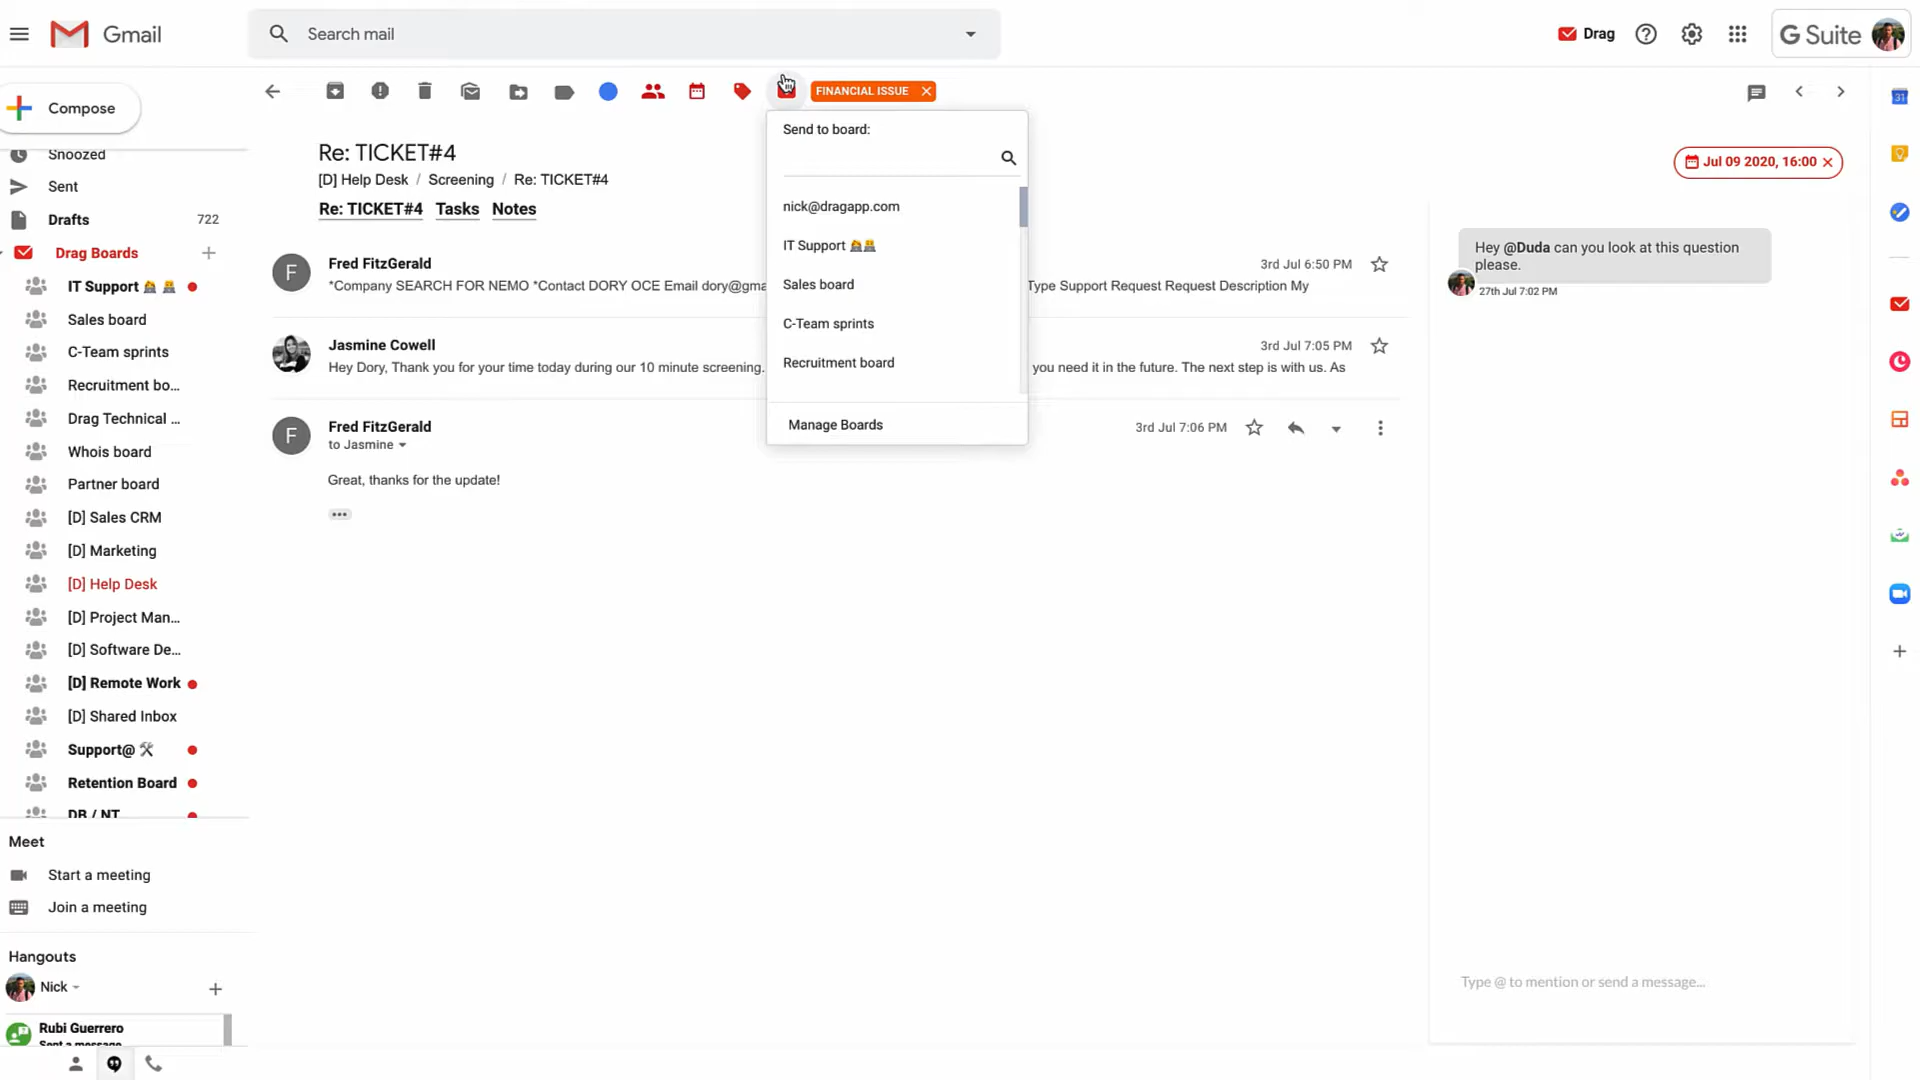 Gmail
Search mail
Drag
G Suite
Compose
FINANCIAL ISSUE
Send to board:
nick@dragapp.com
IT Support
Sales board
C-Team sprints
Recruitment board
Manage Boards
Snoozed
Sent
Drafts 722
Drag Boards
IT Support
Sales board
C-Team sprints
Recruitment bo...
Drag Technical ...
Whois board
Partner board
[D] Sales CRM
[D] Marketing
[D] Help Desk
[D] Project Man...
[D] Software De...
[D] Remote Work
[D] Shared Inbox
Support@
Retention Board
DB / NT
Meet
Start a meeting
Join a meeting
Hangouts
Nick
Rubi Guerrero
Sent a message
Re: TICKET#4
[D] Help Desk / Screening / Re: TICKET#4
Re: TICKET#4 Tasks Notes
F
Fred FitzGerald
3rd Jul 6:50 PM
*Company SEARCH FOR NEMO *Contact DORY OCE Email dory@gma
Type Support Request Request Description My
Jasmine Cowell
3rd Jul 7:05 PM
Hey Dory, Thank you for your time today during our 10 minute screening.
you need it in the future. The next step is with us. As
F
Fred FitzGerald
3rd Jul 7:06 PM
to Jasmine
Great, thanks for the update!
Jul 09 2020, 16:00
Hey @Duda can you look at this question
please.
27th Jul 7:02 PM
Type @ to mention or send a message...
31